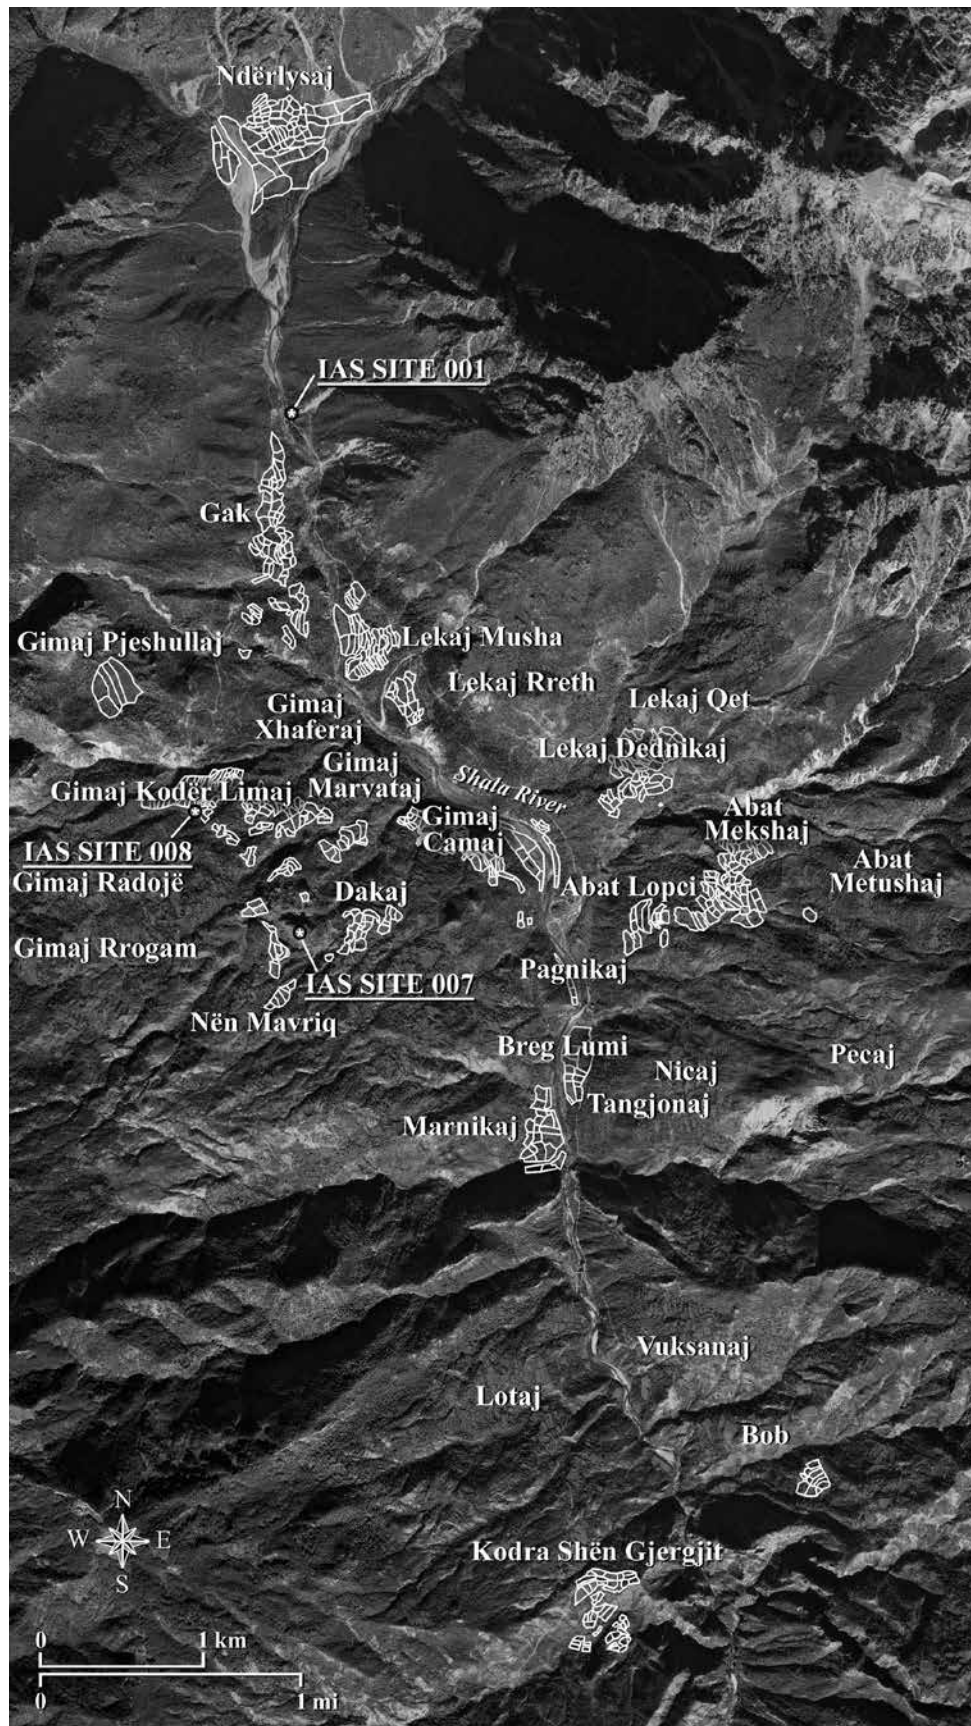 Ndërlysaj
IAS SITE 001
Gak
Gimaj Pjeshullaj
Lekaj Musha
Lekaj Rreth
Lekaj Qet
Gimaj
Xhaferaj
Lekaj Dednikaj
Gimaj
Marvataj
Shala River
Gimaj Kodër Limaj
Gimaj
Camaj
Abat
Mekshaj
IAS SITE 008
Gimaj Radojë
Abat
Metushaj
Dakaj
Abat Lopci
Gimaj Rrogam
Pagnikaj
IAS SITE 007
Nën Mavriq
Breg Lumi
Pecaj
Nicaj
Tangjonaj
Marnikaj
Vuksanaj
Lotaj
Bob
N
W E
S
Kodra Shën Gjergjit
0 1 km
0 1 mi